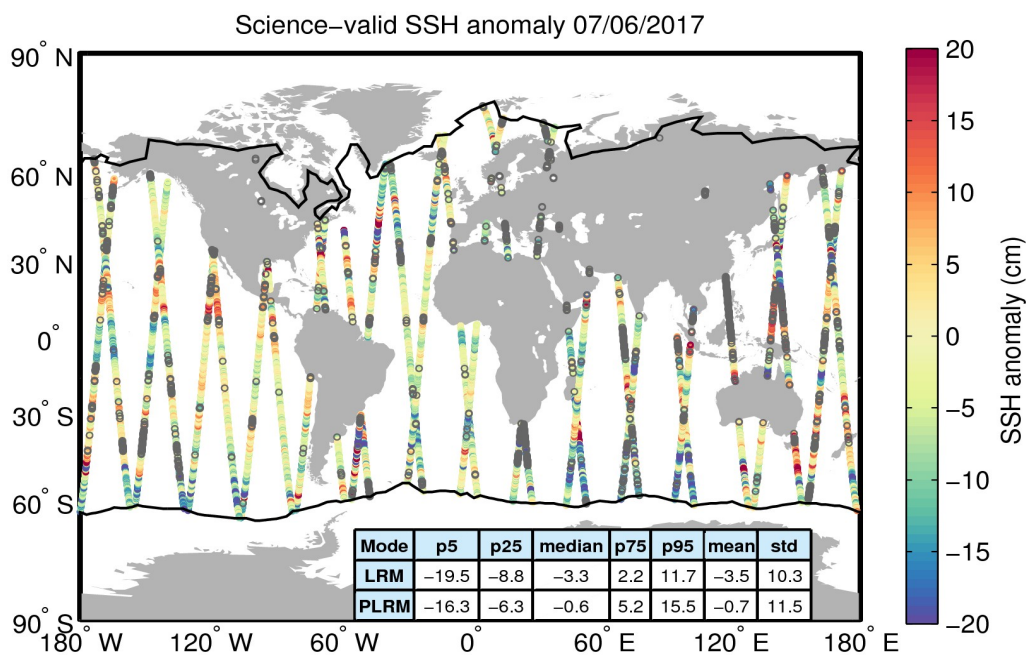 Science−valid SSH anomaly 07/06/2017
90° N
60° N
30° N
0°
30° S
60° S
90° S
180° W
120° W
60° W
0°
60° E
120° E
180° E
Mode p5 p25 median p75 p95 mean std
LRM −19.5 −8.8 −3.3 2.2 11.7 −3.5 10.3
PLRM −16.3 −6.3 −0.6 5.2 15.5 −0.7 11.5
20
15
10
5
0
−5
−10
−15
−20
SSH anomaly (cm)